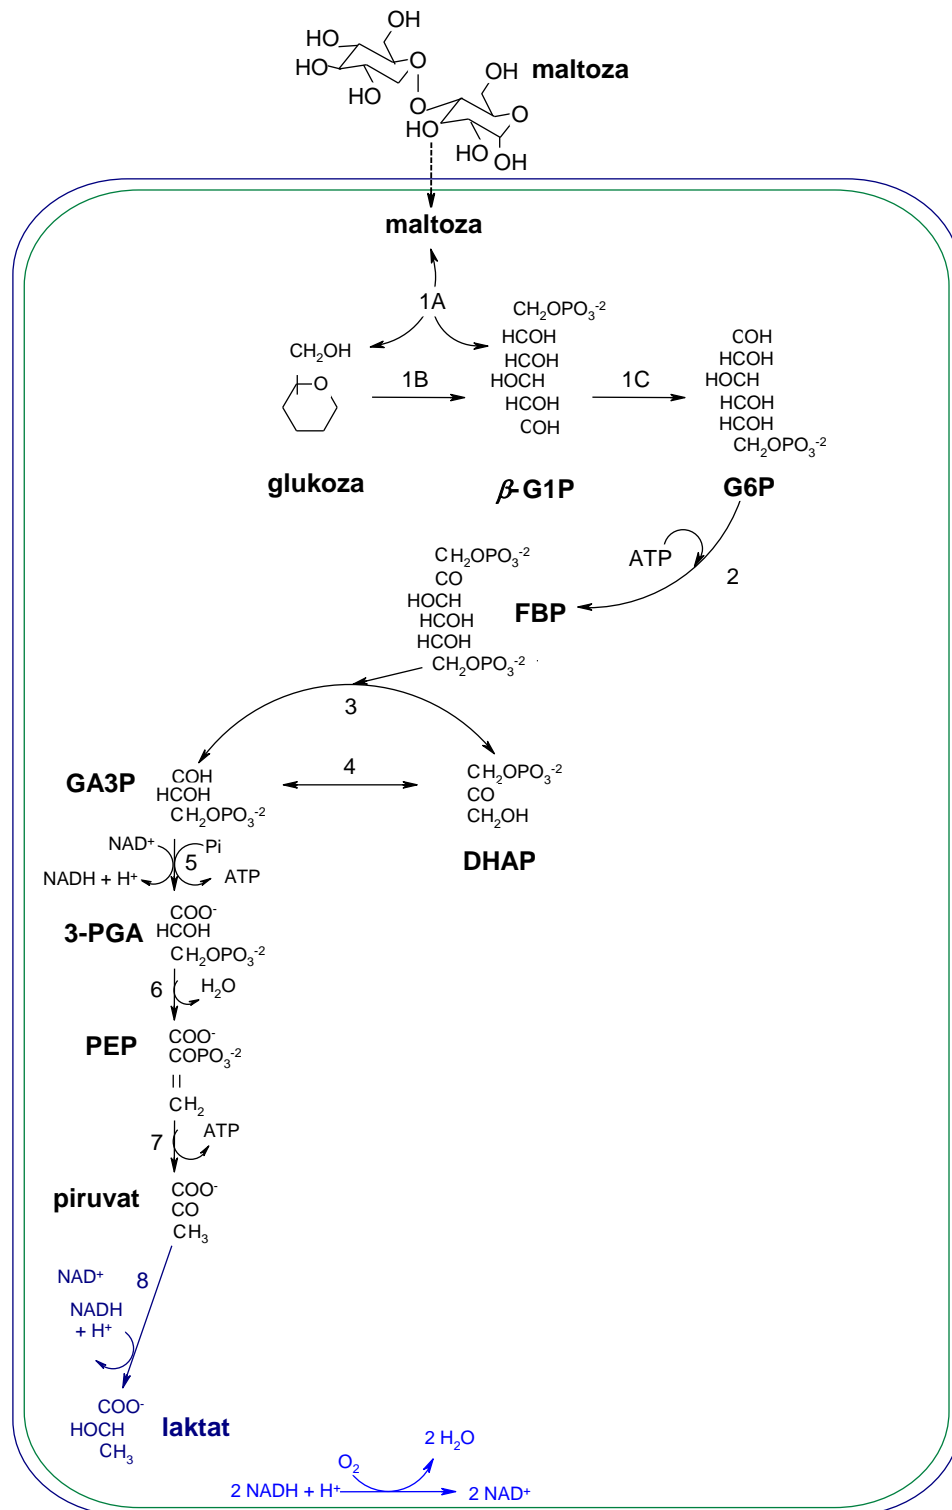 OH
HO
HO
HO
O
O
HO
OH
O
HO
OH
maltoza
maltoza
1A
CH2OH
O
glukoza
1B
CH2OPO3-2
HCOH
HCOH
HOCH
HCOH
COH
β-G1P
1C
COH
HCOH
HOCH
HCOH
HCOH
CH2OPO3-2
G6P
ATP
2
CH2OPO3-2
CO
HOCH
HCOH
HCOH
CH2OPO3-2
FBP
3
GA3P
COH
HCOH
CH2OPO3-2
4
CH2OPO3-2
CO
CH2OH
DHAP
NAD+
Pi
5
NADH + H+
ATP
3-PGA
COO-
HCOH
CH2OPO3-2
6
H2O
PEP
COO-
COPO3-2
CH2
7
ATP
piruvat
COO-
CO
CH3
NAD+
8
NADH
+ H+
COO-
HOCH
CH3
laktat
O2
2 H2O
2 NADH + H+
2 NAD+